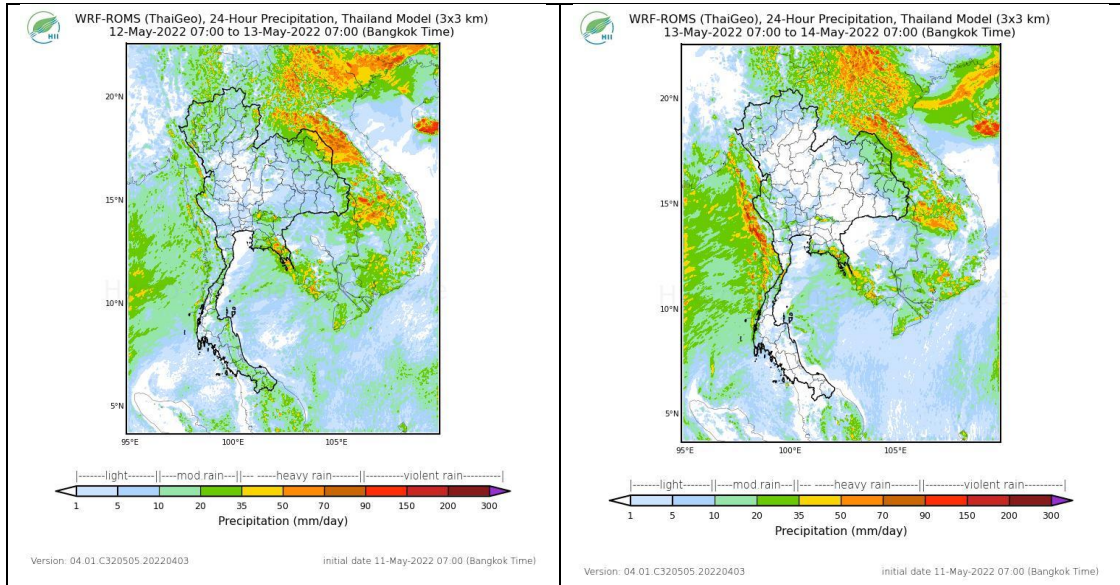 HII
WRF-ROMS (ThaiGeo), 24-Hour Precipitation, Thailand Model (3x3 km)
12-May-2022 07:00 to 13-May-2022 07:00 (Bangkok Time)
20°N
15°N
10°N
5°N
95°E 100°E 105°E
|-------light-------||----mod rain---||--- -----heavy rain-------||----------violent rain-----------|
1 5 10 20 35 50 70 90 150 200 300
Precipitation (mm/day)
Version: 04.01.C320505.20220403 initial date 11-May-2022 07:00 (Bangkok Time)
HII
WRF-ROMS (ThaiGeo), 24-Hour Precipitation, Thailand Model (3x3 km)
13-May-2022 07:00 to 14-May-2022 07:00 (Bangkok Time)
20°N
15°N
10°N
5°N
95°E 100°E 105°E
|-------light-------||----mod rain---||--- -----heavy rain-------||----------violent rain-----------|
1 5 10 20 35 50 70 90 150 200 300
Precipitation (mm/day)
Version: 04.01.C320505.20220403 initial date 11-May-2022 07:00 (Bangkok Time)